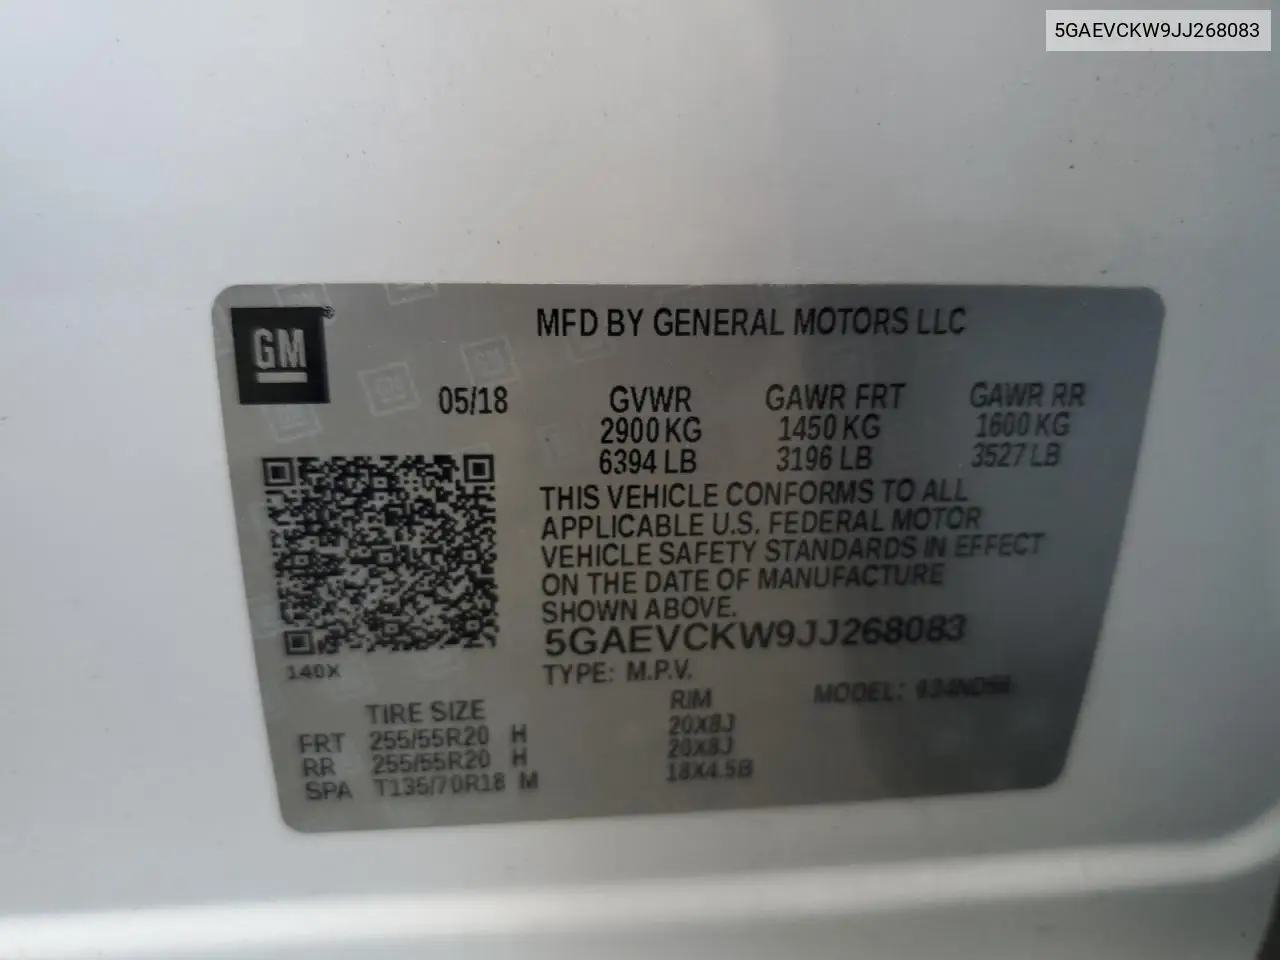 5GAEVCKW9JJ268083
GM®
MFD BY GENERAL MOTORS LLC
05/18 GVWR GAWR FRT GAWR RR
2900 KG 1450 KG 1600 KG
6394 LB 3196 LB 3527 LB
THIS VEHICLE CONFORMS TO ALL
APPLICABLE U.S. FEDERAL MOTOR
VEHICLE SAFETY STANDARDS IN EFFECT
ON THE DATE OF MANUFACTURE
SHOWN ABOVE.
5GAEVCKW9JJ268083
140X
TYPE: M.P.V. MODEL:
TIRE SIZE RIM
FRT 255/55R20 H 20X8J
RR 255/55R20 H 20X8J
SPA T135/70R18 M 18X4.5B